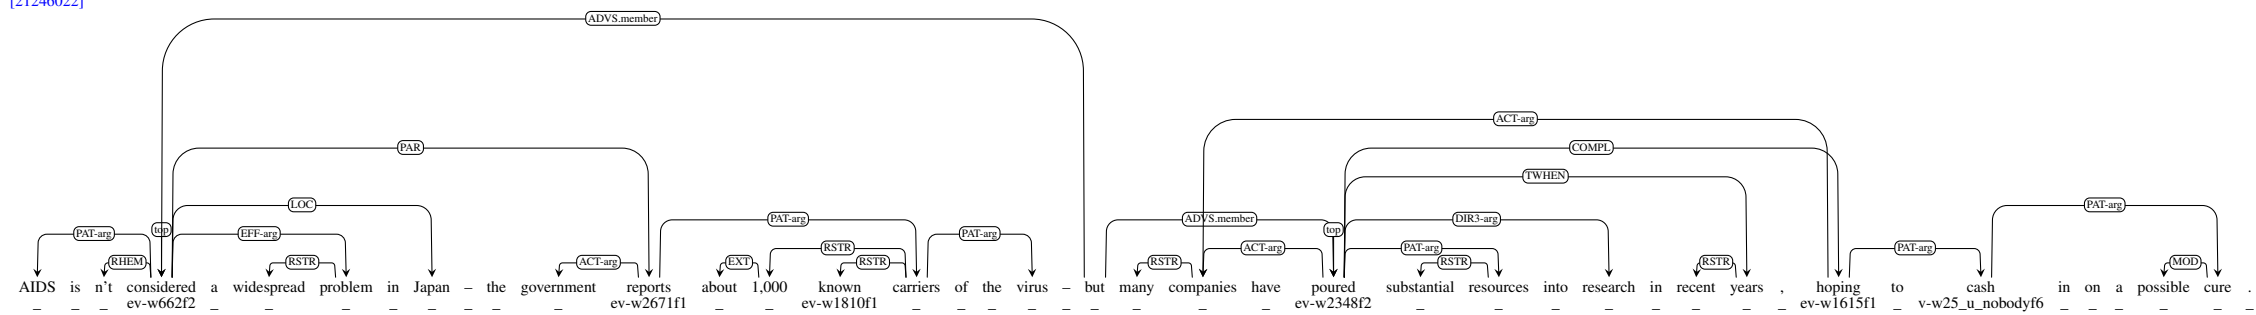 [21246022]
ADVS.member
ACT-arg
PAR COMPL
TWHEN
LOC PAT-arg
PAT-arg ADVS.member DIR3-arg
PAT-arg top EFF-arg PAT-arg top
RSTR ACT-arg PAT-arg PAT-arg
RHEM RSTR ACT-arg EXT RSTR RSTR RSTR RSTR MOD
AIDS is n't considered a widespread problem in Japan – the government reports about 1,000 known carriers of the virus – but many companies have poured substantial resources into research in recent years , hoping to cash in on a possible cure .
_ _ _ ev-w662f2 _ _ _ _ _ _ _ _ ev-w2671f1 _ _ ev-w1810f1 _ _ _ _ _ _ _ _ _ ev-w2348f2 _ _ _ _ _ _ _ _ ev-w1615f1 _ v-w25_u_nobodyf6 _ _ _ _ _ _